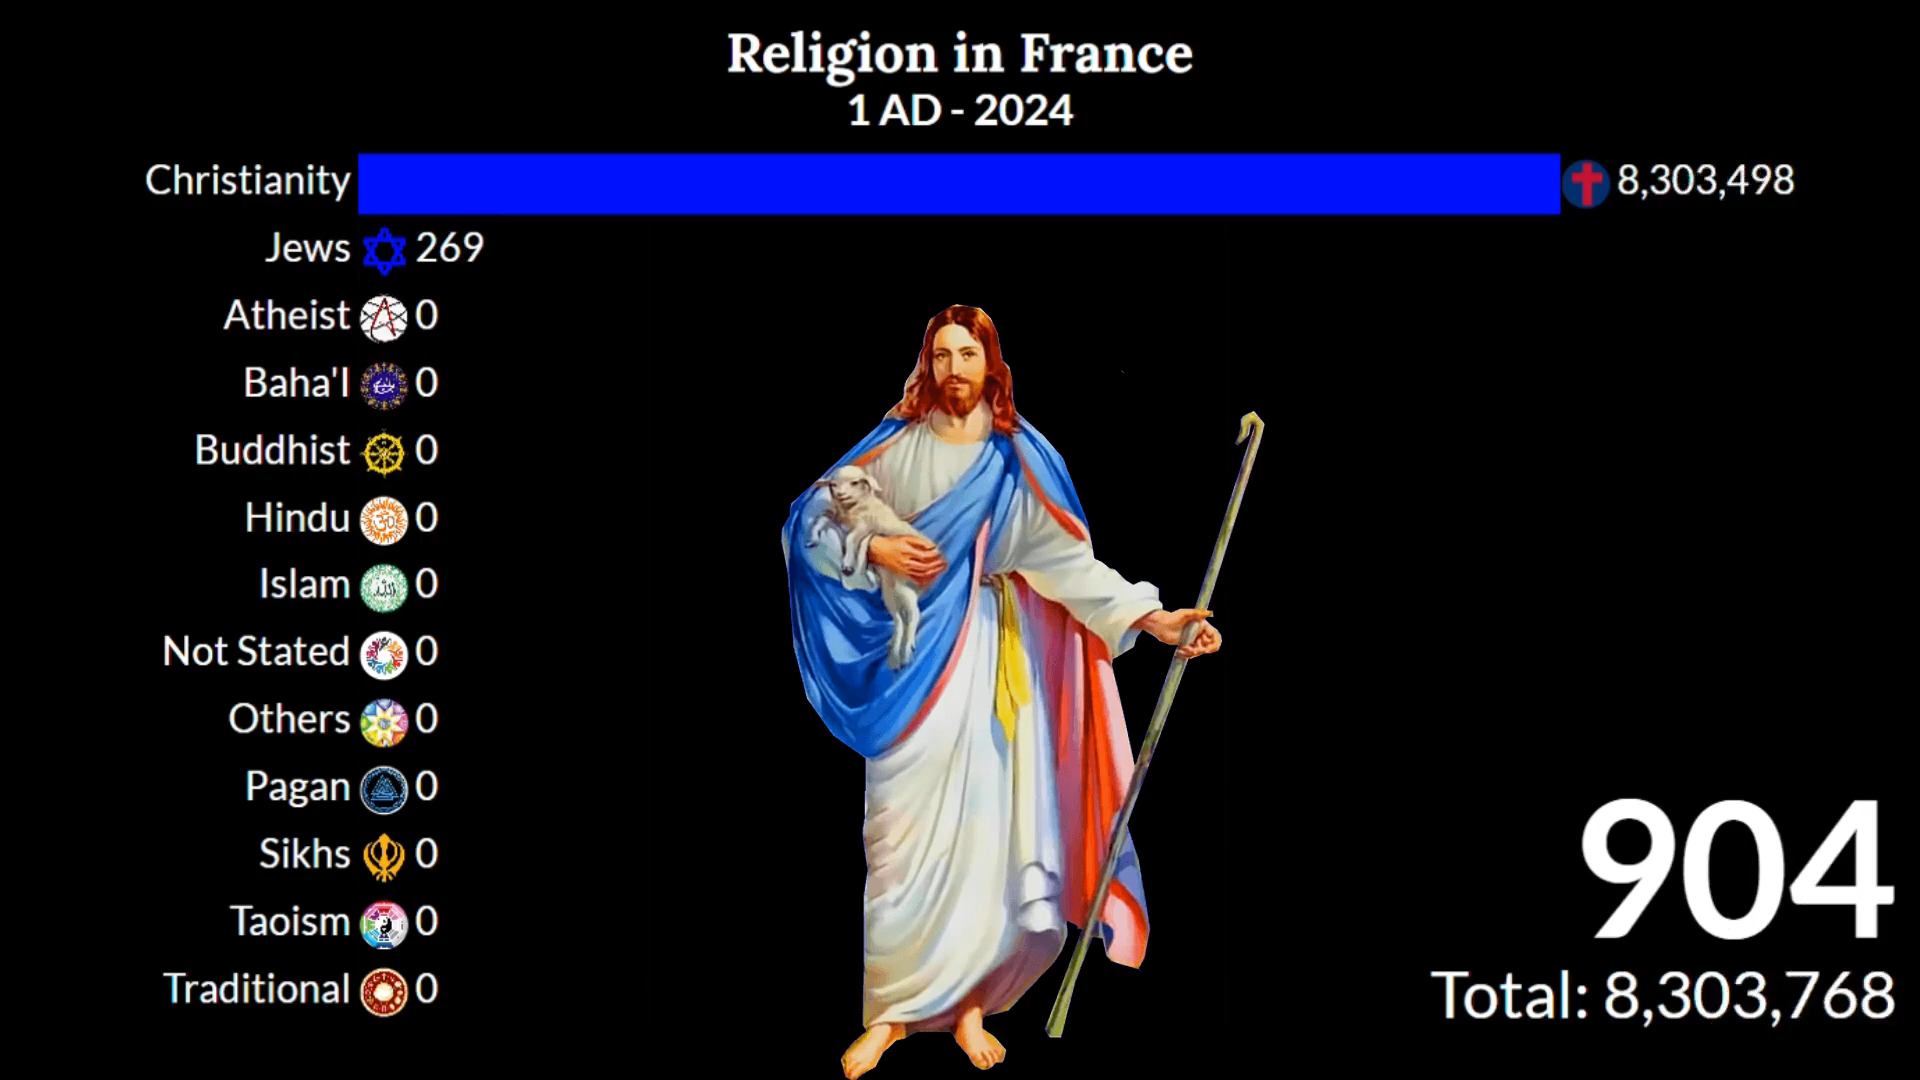 Religion in France
1 AD - 2024
Christianity 8,303,498
Jews 269
Atheist 0
Baha'I 0
Buddhist 0
Hindu 0
Islam 0
Not Stated 0
Others 0
Pagan 0
Sikhs 0
Taoism 0
Traditional 0
904
Total: 8,303,768